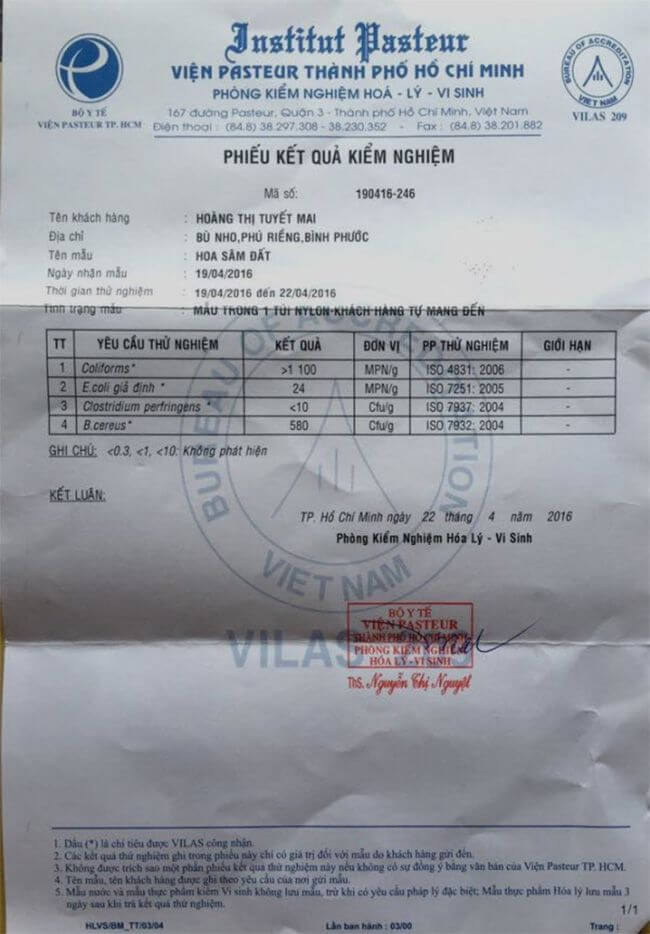 Institut Pasteur
VIỆN PASTEUR THÀNH PHỐ HỒ CHÍ MINH
PHÒNG KIỂM NGHIỆM HOÁ - LÝ - VI SINH
167 đường Pasteur, Quận 3 - Thành phố Hồ Chí Minh, Việt Nam
Điện thoại : (84.8) 38.297.308 - 38.230.352 - Fax : (84.8) 38.201.882
BỘ Y TẾ
VIỆN PASTEUR TP. HCM
BUREAU OF ACCREDITATION
VIET NAM
VILAS 209
PHIẾU KẾT QUẢ KIỂM NGHIỆM
Mã số: 190416-246
Tên khách hàng : HOÀNG THỊ TUYẾT MAI
Địa chỉ : BÙ NHO,PHÚ RIỀNG,BÌNH PHƯỚC
Tên mẫu : HOA SÂM ĐẤT
Ngày nhận mẫu : 19/04/2016
Thời gian thử nghiệm : 19/04/2016 đến 22/04/2016
Tình trạng mẫu : MẪU TRONG 1 TÚI NYLON-KHÁCH HÀNG TỰ MANG ĐẾN
TT YÊU CẦU THỬ NGHIỆM KẾT QUẢ ĐƠN VỊ PP THỬ NGHIỆM GIỚI HẠN
1 Coliforms* >1 100 MPN/g ISO 4831: 2006 -
2 E.coli giả định * 24 MPN/g ISO 7251: 2005 -
3 Clostridium perfringens * <10 Cfu/g ISO 7937: 2004 -
4 B.cereus* 580 Cfu/g ISO 7932: 2004 -
GHI CHÚ: <0.3, <1, <10: Không phát hiện
KẾT LUẬN:
BUREAU OF ACCREDITATION
VIET NAM
VILAS
TP. Hồ Chí Minh ngày 22 tháng 4 năm 2016
Phòng Kiểm Nghiệm Hóa Lý - Vi Sinh
BỘ Y TẾ
VIỆN PASTEUR
THÀNH PHỐ HỒ CHÍ MINH
PHÒNG KIỂM NGHIỆM
HÓA LÝ - VI SINH
ThS. Nguyễn Thị Nguyệt
1. Dấu (*) là chỉ tiêu được VILAS công nhận.
2. Các kết quả thử nghiệm ghi trong phiếu này chỉ có giá trị đối với mẫu do khách hàng gửi đến.
3. Không được trích sao một phần phiếu kết quả thử nghiệm này nếu không có sự đồng ý bằng văn bản của Viện Pasteur TP. HCM.
4. Tên mẫu, tên khách hàng được ghi theo yêu cầu của nơi gửi mẫu.
5. Mẫu nước và mẫu thực phẩm kiểm Vi sinh không lưu mẫu, trừ khi có yêu cầu pháp lý đặc biệt; Mẫu thực phẩm Hóa lý lưu mẫu 3
ngày sau khi trả kết quả thử nghiệm.
1/1
HLVS/BM_TT/03/04 Lần ban hành : 03/00 Trang :